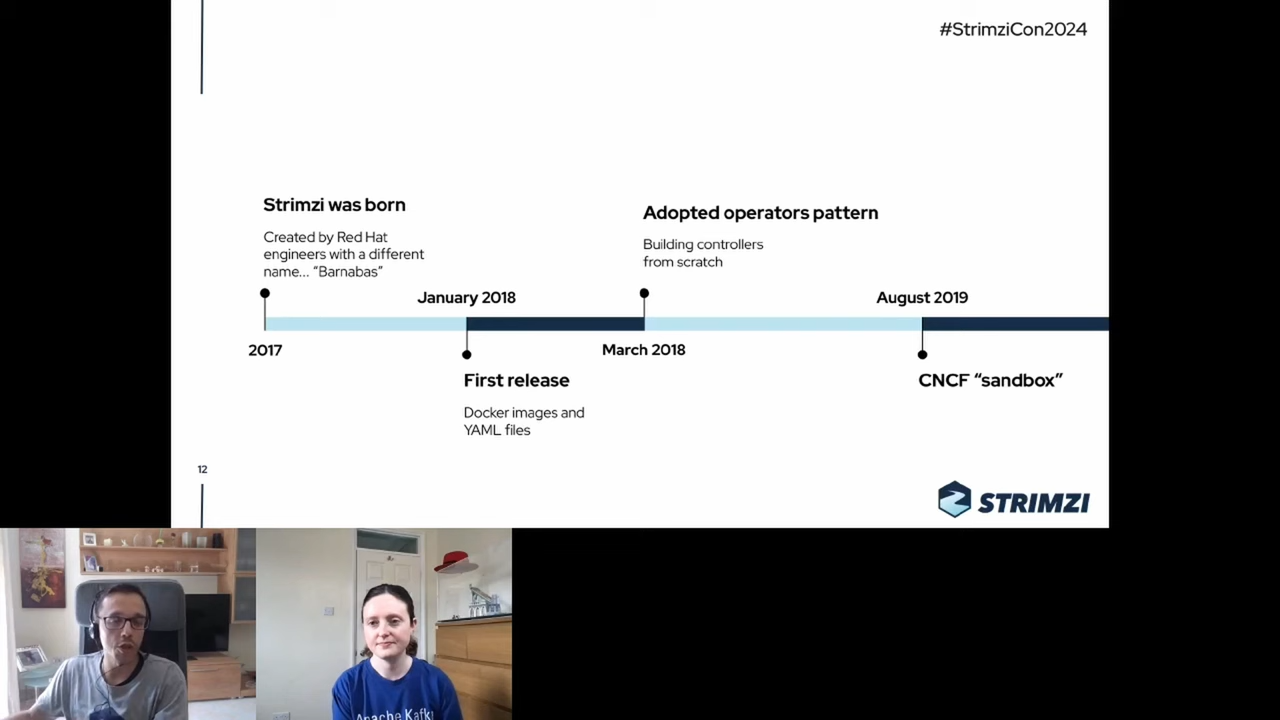 #StrimziCon2024
Strimzi was born
Created by Red Hat
engineers with a different
name... “Barnabas”
Adopted operators pattern
Building controllers
from scratch
January 2018
August 2019
2017
March 2018
First release
Docker images and
YAML files
CNCF “sandbox”
12
STRIMZI
Apache Kafka